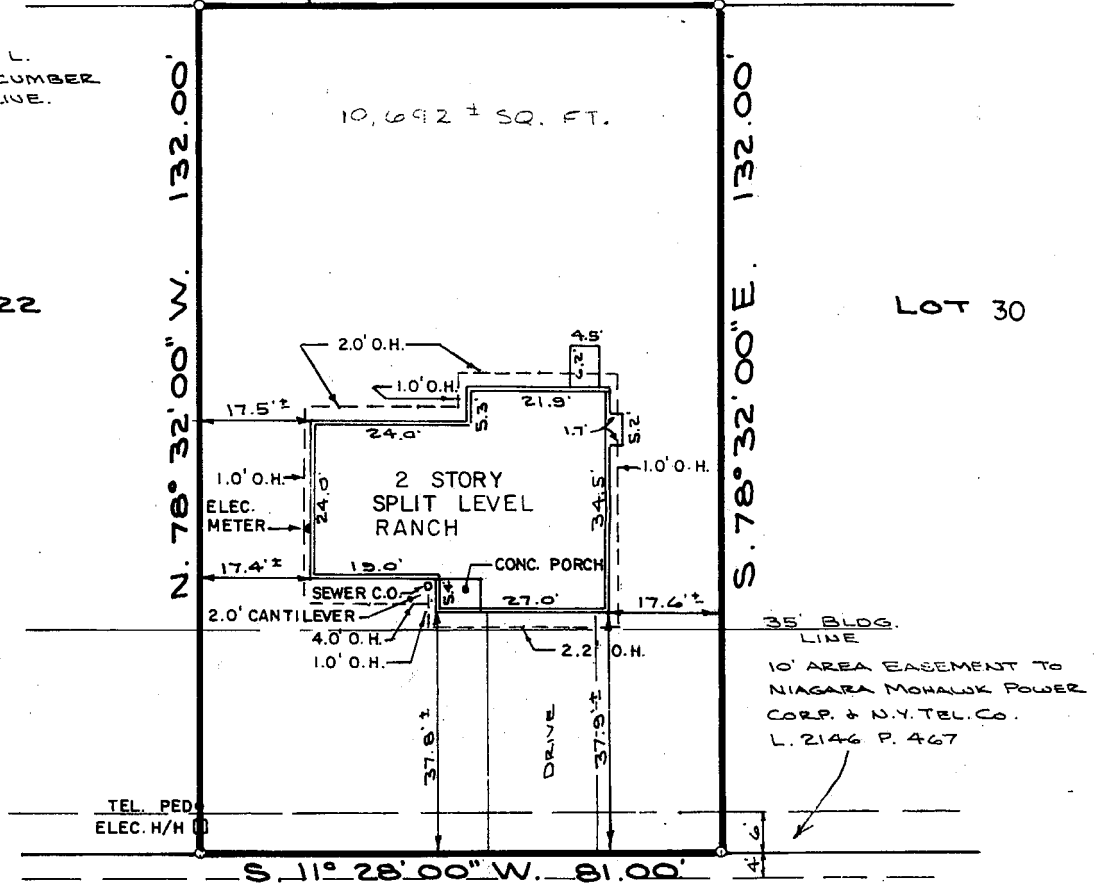 L.
CUMBER
LINE.
132.00'
132.00'
10,692 ± SQ. FT.
22
LOT 30
N. 78° 32' 00" W.
S. 78° 32' 00" E.
4.5'
6.2'
2.0' O.H.
1.0' O.H.
21.9'
17.5'±
24.0'
5.3'
1.7'
5.2'
1.0' O.H.
1.0' O.H.
2 STORY
SPLIT LEVEL
RANCH
24.0'
34.5'
ELEC.
METER
17.4'±
19.0'
CONC. PORCH
SEWER C.O.
5.4'
27.0'
17.6'±
2.0' CANTILEVER
4.0' O.H.
1.0' O.H.
2.2' O.H.
35' BLDG.
LINE
10' AREA EASEMENT TO
NIAGARA MOHAWK POWER
CORP. & N.Y. TEL. CO.
L. 2146 P. 467
37.8'±
DRIVE
37.9'±
TEL. PED
ELEC. H/H
6'
4'
S. 11° 28' 00" W. 81.00'